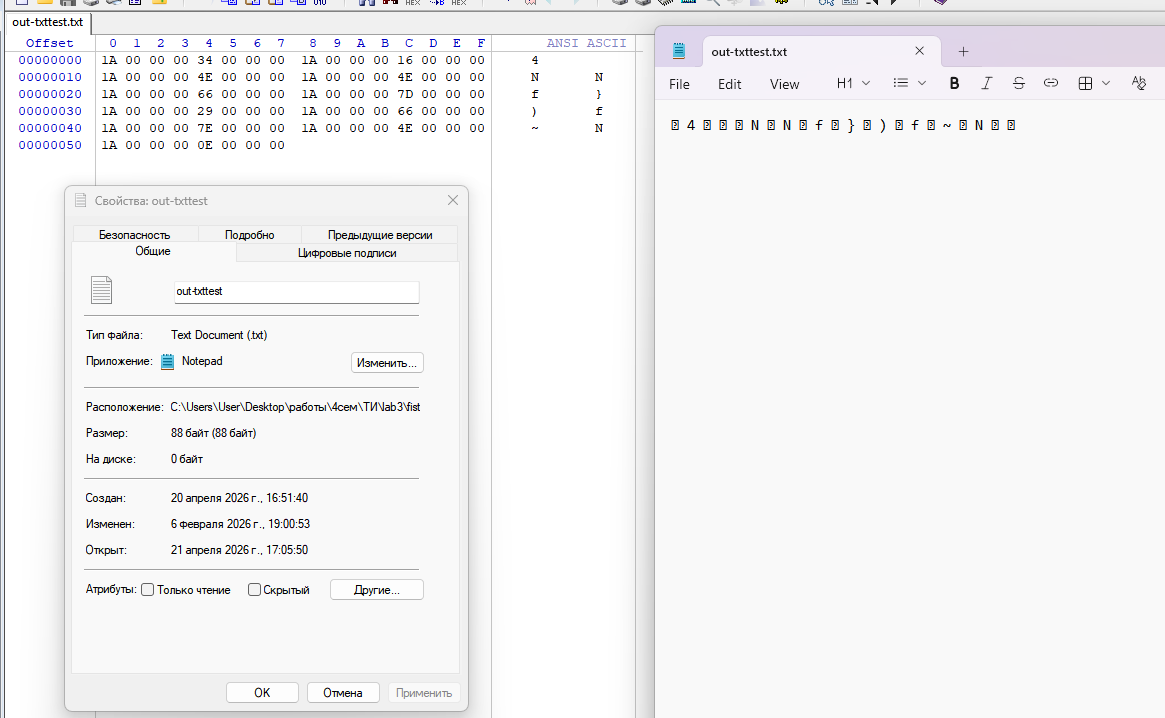 out-txttest.txt
Offset 0 1 2 3 4 5 6 7 8 9 A B C D E F ANSI ASCII
00000000 1A 00 00 00 34 00 00 00 1A 00 00 00 16 00 00 00 4
00000010 1A 00 00 00 4E 00 00 00 1A 00 00 00 4E 00 00 00 N N
00000020 1A 00 00 00 66 00 00 00 1A 00 00 00 7D 00 00 00 f }
00000030 1A 00 00 00 29 00 00 00 1A 00 00 00 66 00 00 00 ) f
00000040 1A 00 00 00 7E 00 00 00 1A 00 00 00 4E 00 00 00 ~ N
00000050 1A 00 00 00 0E 00 00 00
Свойства: out-txttest
Безопасность Подробно Предыдущие версии
Общие Цифровые подписи
out-txttest
Тип файла: Text Document (.txt)
Приложение: Notepad Изменить...
Расположение: C:\Users\User\Desktop\работы\4сем\ТИ\lab3\fist
Размер: 88 байт (88 байт)
На диске: 0 байт
Создан: 20 апреля 2026 г., 16:51:40
Изменен: 6 февраля 2026 г., 19:00:53
Открыт: 21 апреля 2026 г., 17:05:50
Атрибуты: Только чтение Скрытый Другие...
OK Отмена Применить
out-txttest.txt
File Edit View H1 B I S
4 N N f } ) f ~ N